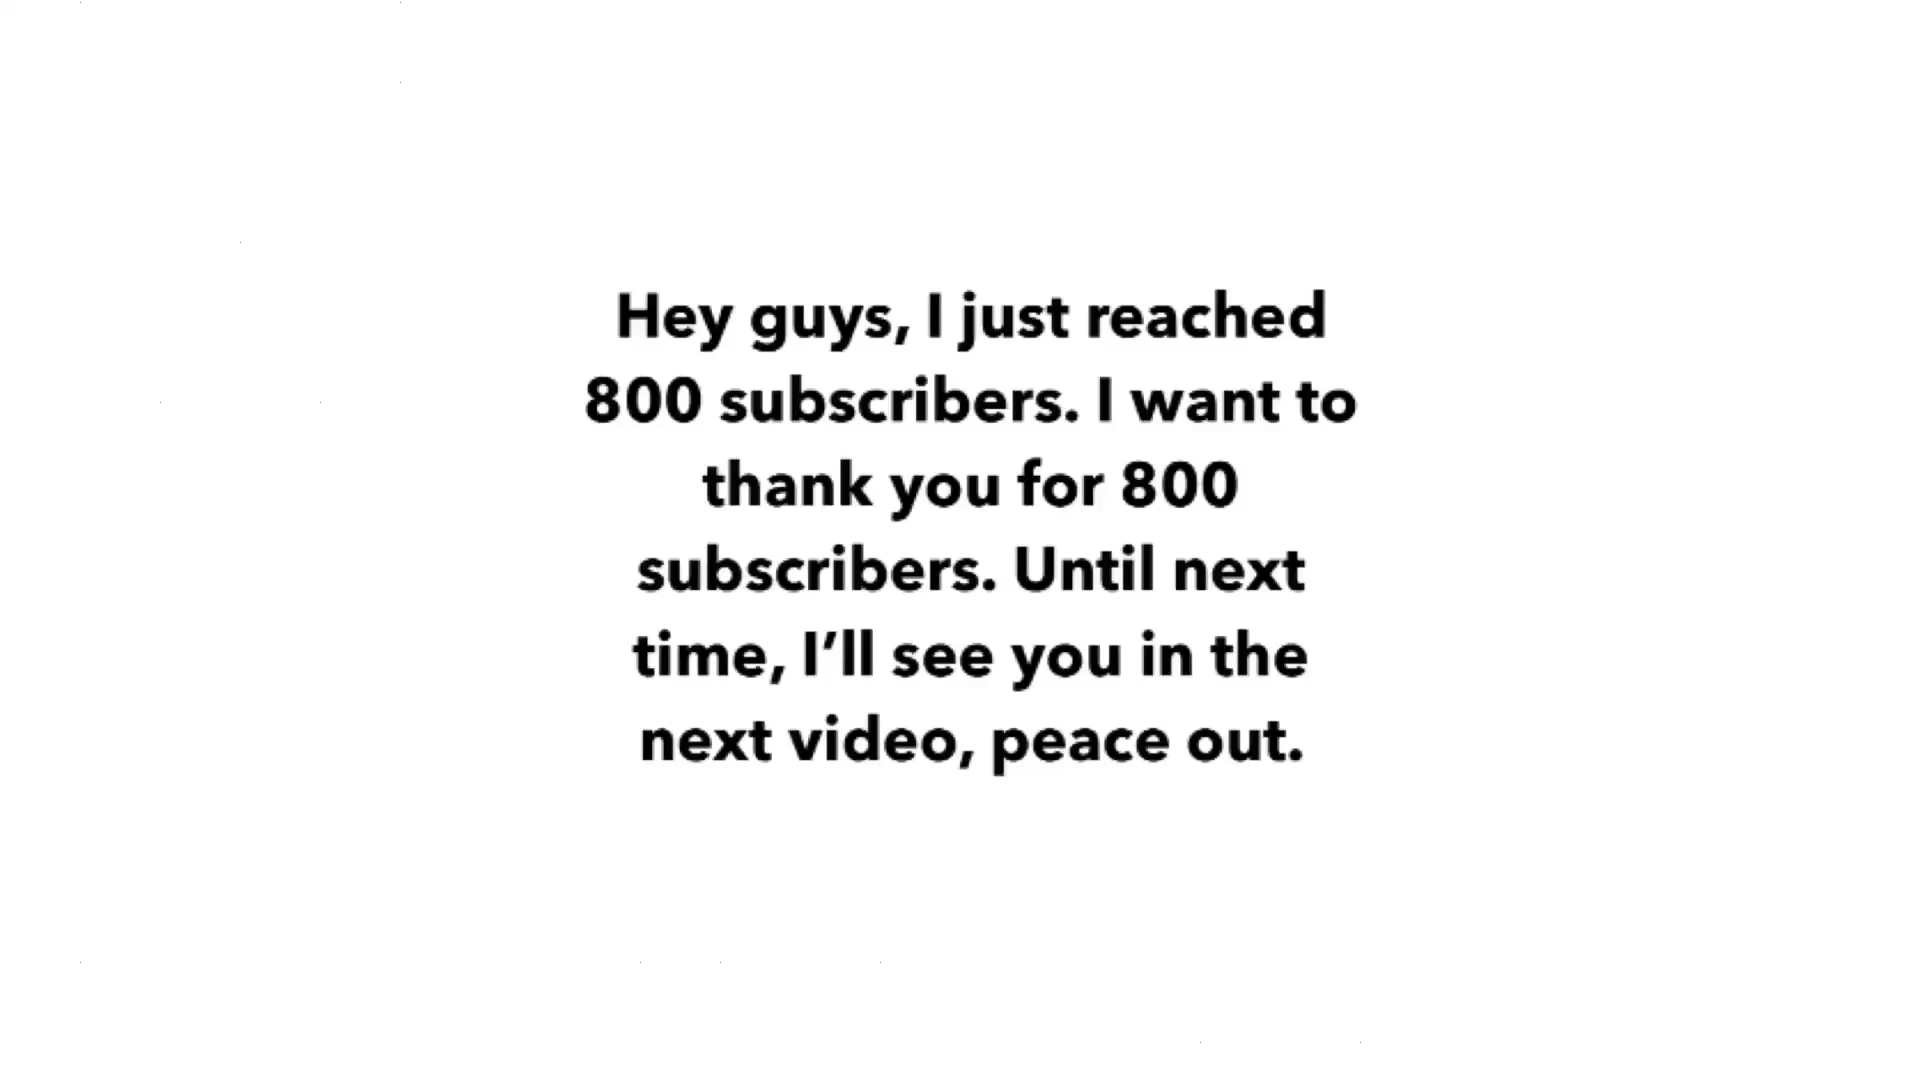 Hey guys, I just reached
800 subscribers. I want to
thank you for 800
subscribers. Until next
time, I’ll see you in the
next video, peace out.